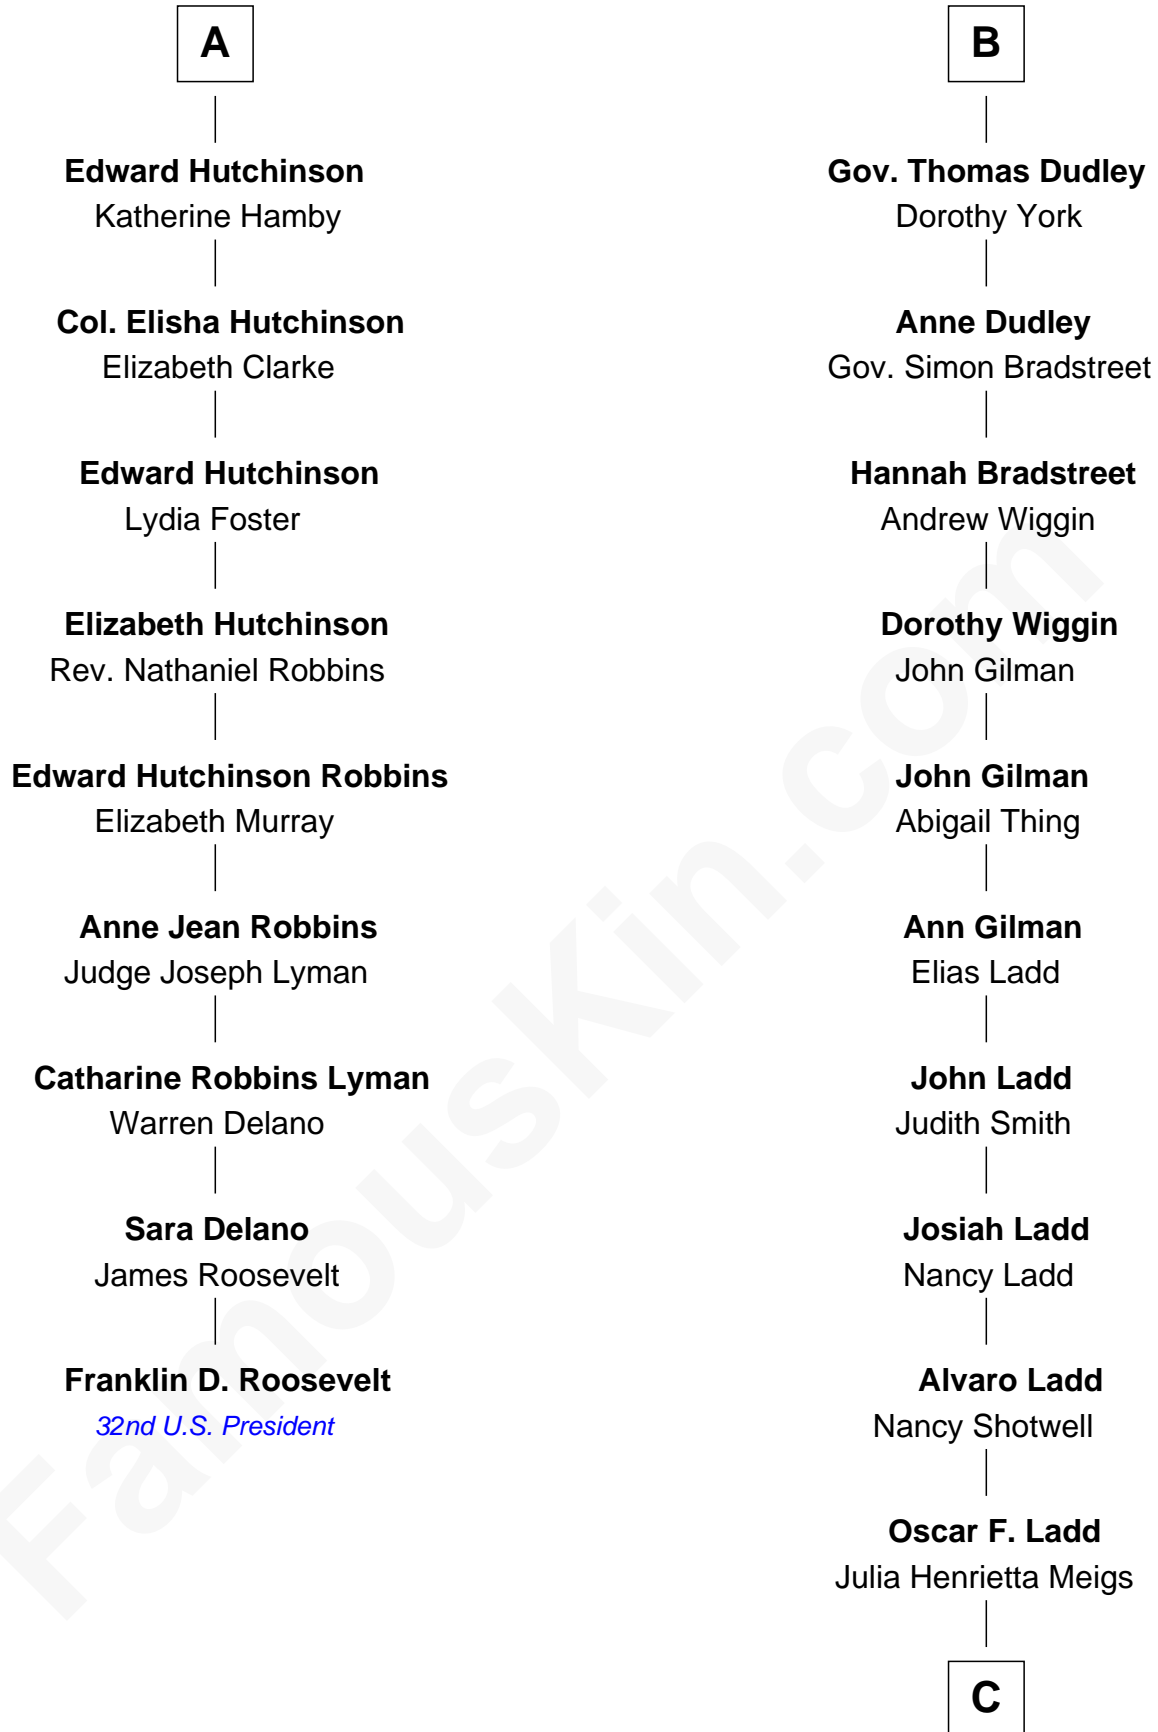 A
Edward Hutchinson
Katherine Hamby
Col. Elisha Hutchinson
Elizabeth Clarke
Edward Hutchinson
Lydia Foster
Elizabeth Hutchinson
Rev. Nathaniel Robbins
Edward Hutchinson Robbins
Elizabeth Murray
Anne Jean Robbins
Judge Joseph Lyman
Catharine Robbins Lyman
Warren Delano
Sara Delano
James Roosevelt
Franklin D. Roosevelt
32nd U.S. President
B
Gov. Thomas Dudley
Dorothy York
Anne Dudley
Gov. Simon Bradstreet
Hannah Bradstreet
Andrew Wiggin
Dorothy Wiggin
John Gilman
John Gilman
Abigail Thing
Ann Gilman
Elias Ladd
John Ladd
Judith Smith
Josiah Ladd
Nancy Ladd
Alvaro Ladd
Nancy Shotwell
Oscar F. Ladd
Julia Henrietta Meigs
C
FamousKin.com